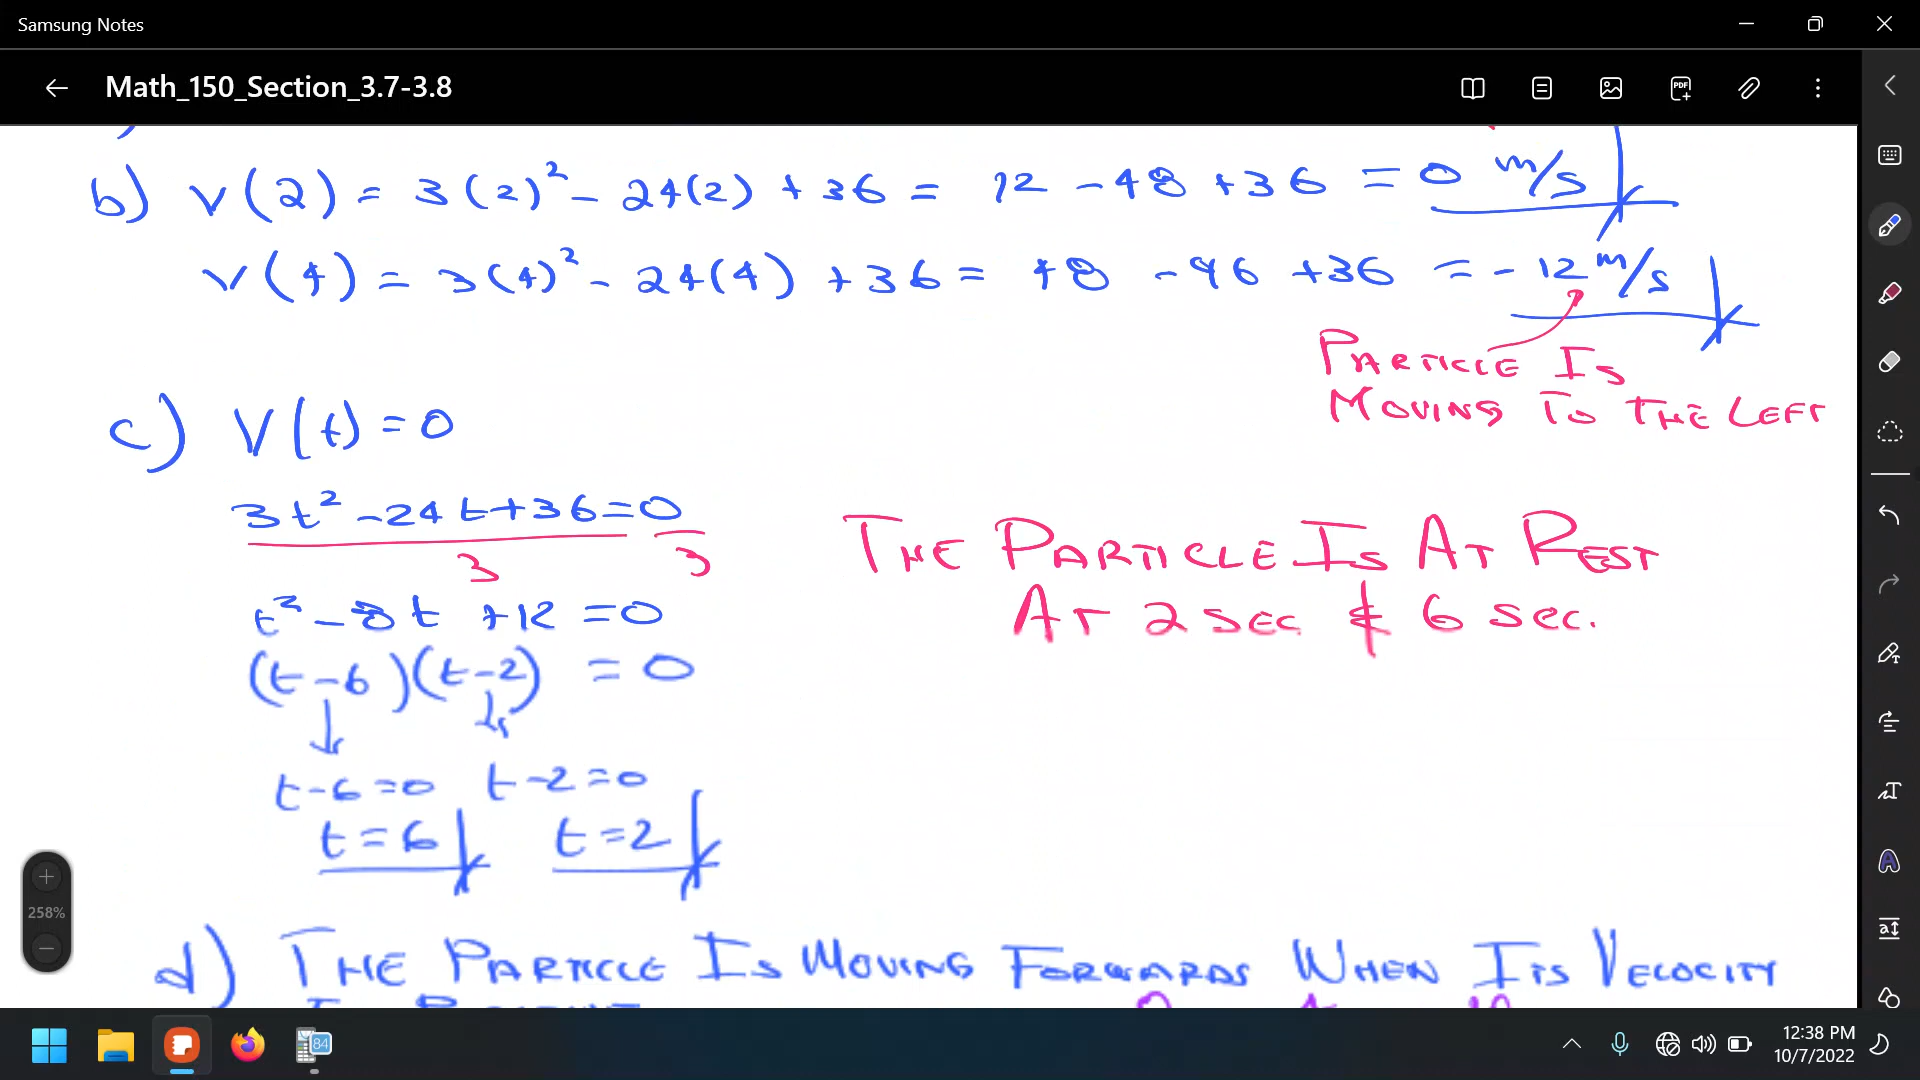 Samsung Notes
Math_150_Section_3.7-3.8
b) V(2) = 3(2)² - 24(2) + 36 = 12 - 48 + 36 = 0 m/s
V(4) = 3(4)² - 24(4) + 36 = 48 - 96 + 36 = -12 m/s
PARTICLE IS
MOVING TO THE LEFT
c) V(t) = 0
3t² - 24t + 36 = 0
3 3
t² - 8t + 12 = 0
(t-6)(t-2) = 0
t-6=0 t-2=0
t=6 t=2
THE PARTICLE IS AT REST
AT 2 SEC & 6 SEC.
d) THE PARTICLE IS MOVING FORWARDS WHEN ITS VELOCITY
258%
84
12:38 PM
10/7/2022